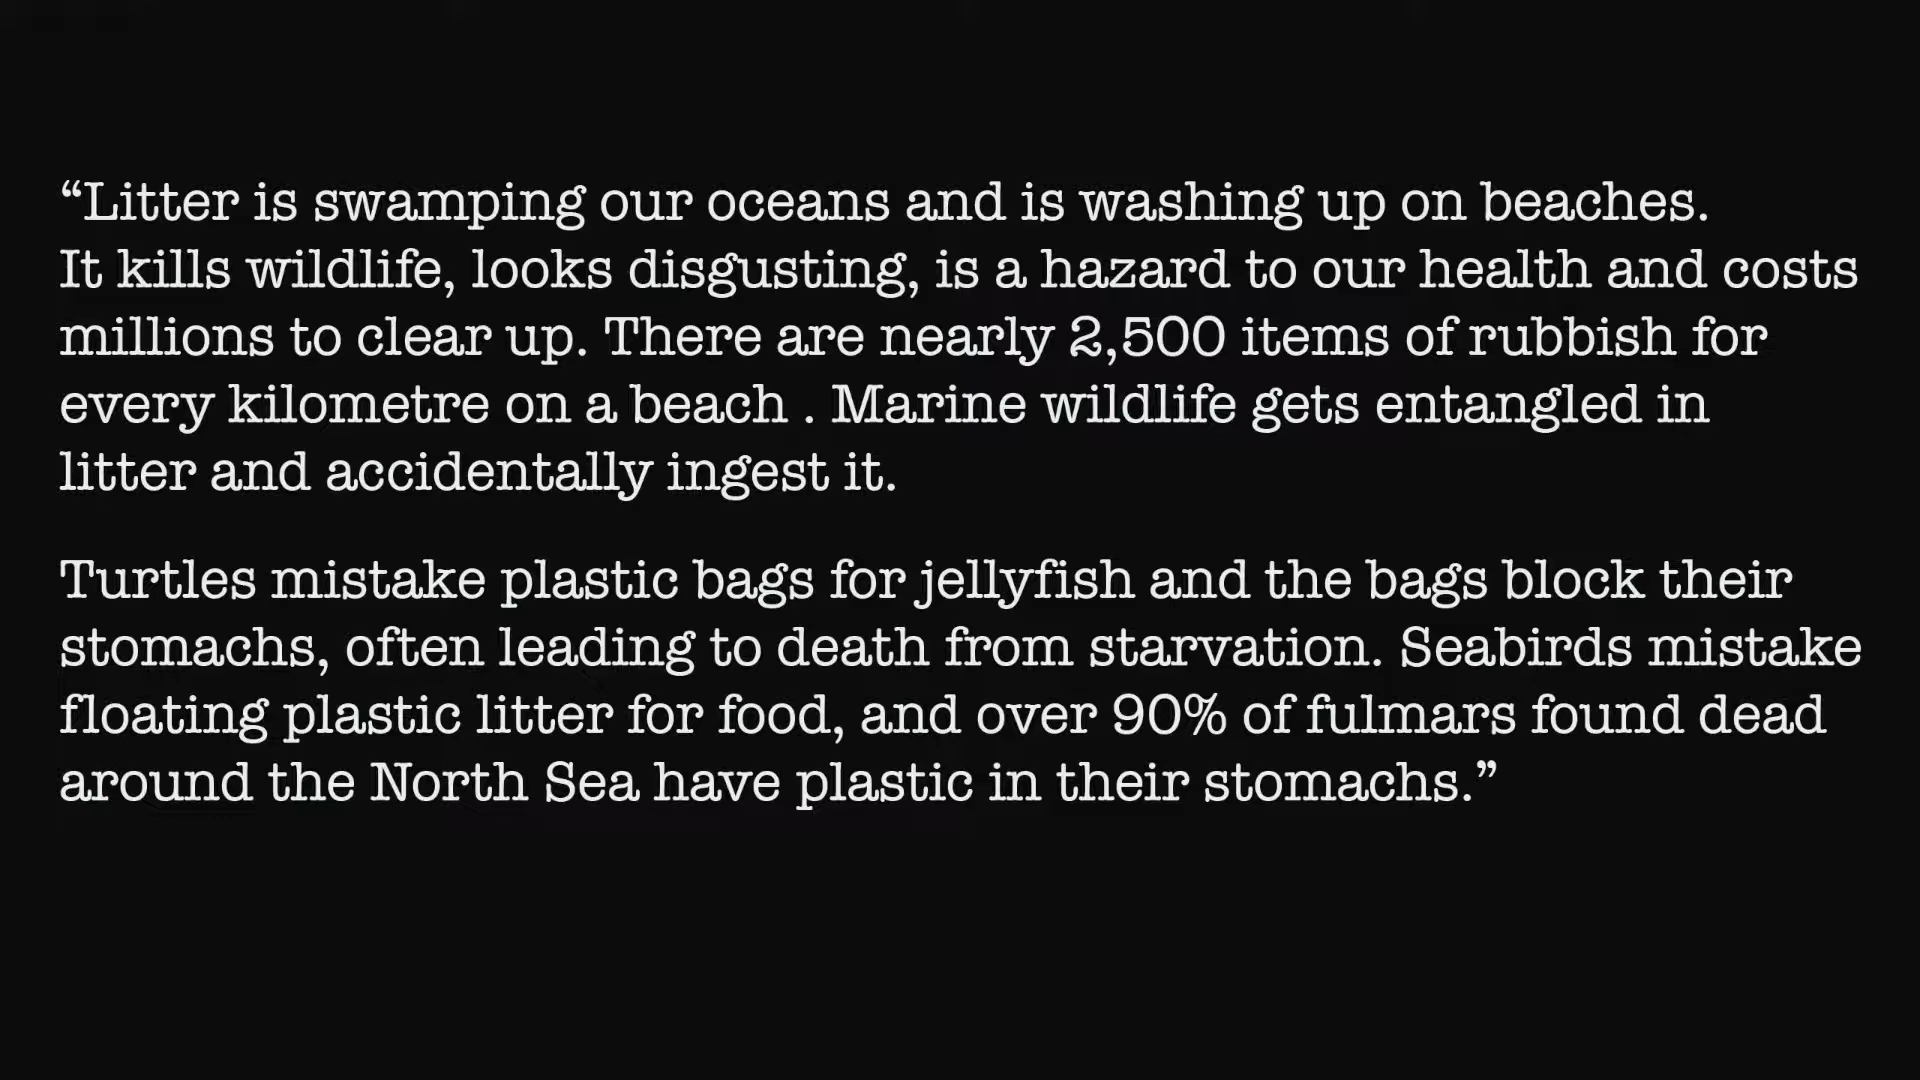 “Litter is swamping our oceans and is washing up on beaches.
It kills wildlife, looks disgusting, is a hazard to our health and costs
millions to clear up. There are nearly 2,500 items of rubbish for
every kilometre on a beach . Marine wildlife gets entangled in
litter and accidentally ingest it.
Turtles mistake plastic bags for jellyfish and the bags block their
stomachs, often leading to death from starvation. Seabirds mistake
floating plastic litter for food, and over 90% of fulmars found dead
around the North Sea have plastic in their stomachs.”